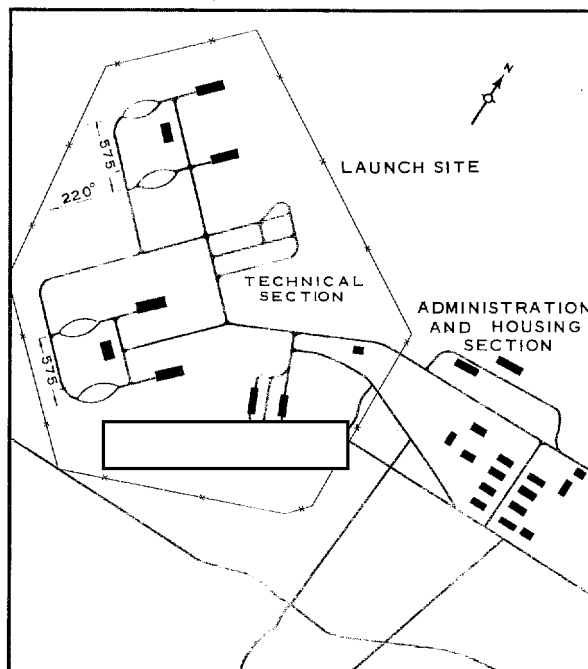 N
575'
LAUNCH SITE
220°
TECHNICAL
SECTION
ADMINISTRATION
AND HOUSING
SECTION
575'